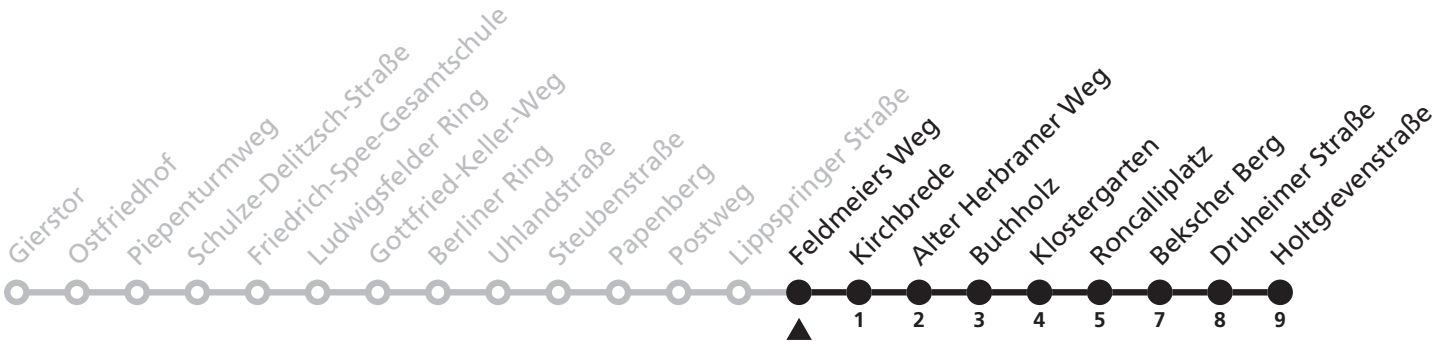 Gierstor
Ostfriedhof
Piepenturmweg
Schulze-Delitzsch-Straße
Friedrich-Spee-Gesamtschule
Ludwigsfelder Ring
Gottfried-Keller-Weg
Berliner Ring
Uhlandstraße
Steubenstraße
Papenberg
Postweg
Lippspringer Straße
Feldmeiers Weg
Kirchbrede
Alter Herbramer Weg
Buchholz
Klostergarten
Roncalliplatz
Bekscher Berg
Druheimer Straße
Holtgrevenstraße
1 2 3 4 5 7 8 9